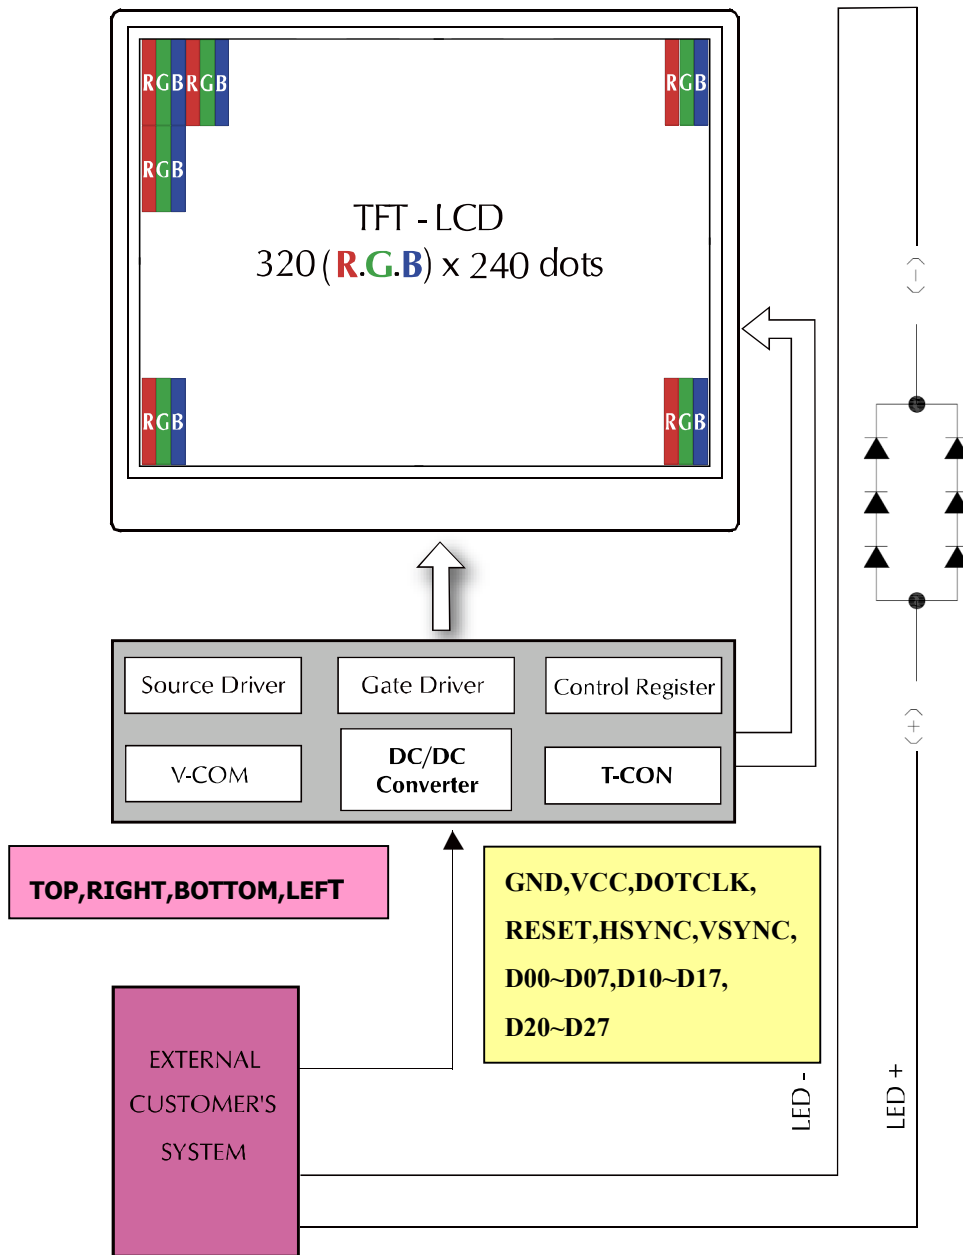 RGBRGB
RGB
RGB
TFT - LCD
320 (R.G.B) x 240 dots
(-)
RGB
RGB
Source Driver
Gate Driver
Control Register
(+)
V-COM
DC/DC
Converter
T-CON
TOP,RIGHT,BOTTOM,LEFT
GND,VCC,DOTCLK,
RESET,HSYNC,VSYNC,
D00~D07,D10~D17,
D20~D27
EXTERNAL
CUSTOMER'S
SYSTEM
LED -
LED +